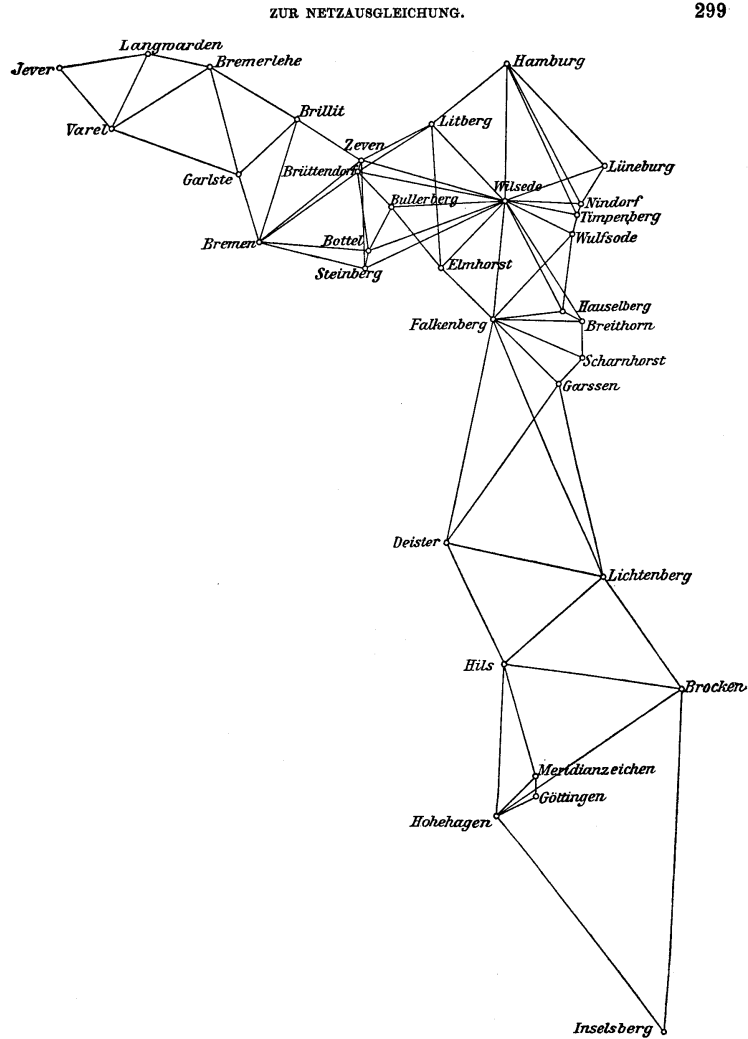 ZUR NETZAUSGLEICHUNG. 299
Langwarden
Jever
Bremerlehe
Hamburg
Brillit
Litberg
Varel
Zeven
Brüttendorf
Garlste
Lüneburg
Wilsede
Bullerberg
Nindorf
Timpenberg
Bremen
Bottel
Wulfsode
Steinberg
Elmhorst
Hauselberg
Falkenberg
Breithorn
Scharnhorst
Garssen
Deister
Lichtenberg
Hils
Brocken
Meridianzeichen
Göttingen
Hohehagen
Inselsberg